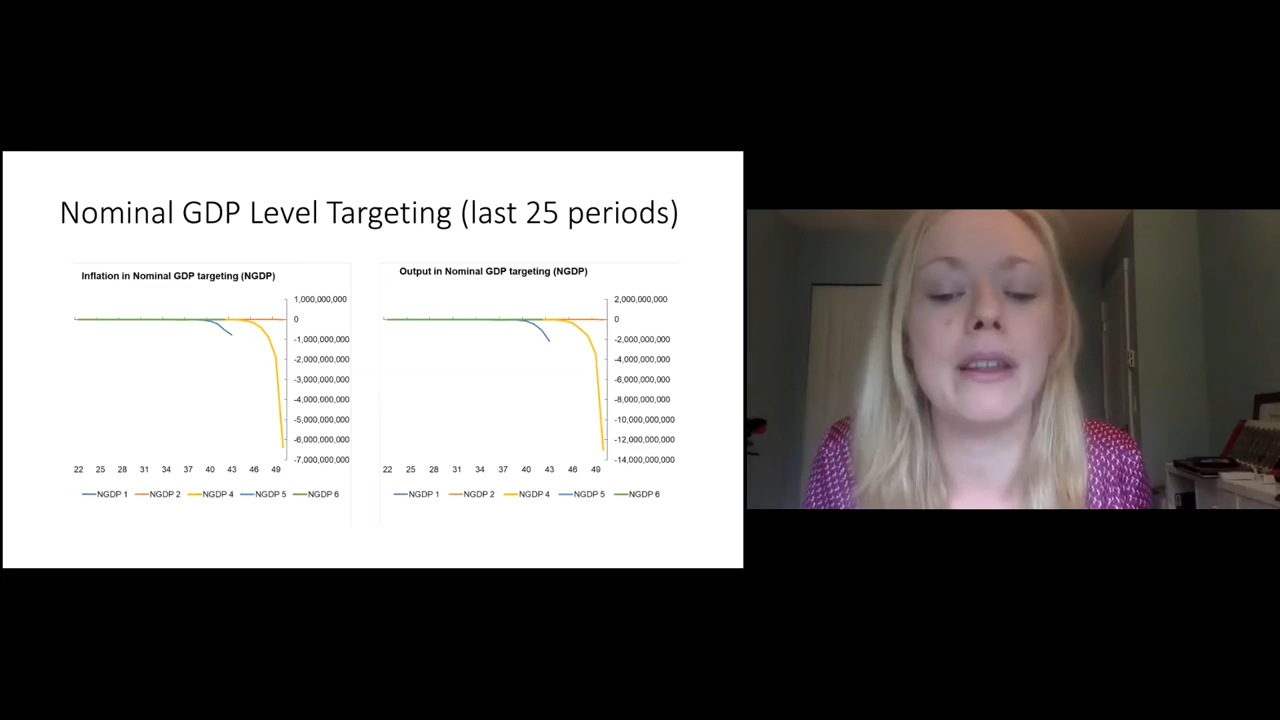 Nominal GDP Level Targeting (last 25 periods)
Inflation in Nominal GDP targeting (NGDP)
1,000,000,000
0
-1,000,000,000
-2,000,000,000
-3,000,000,000
-4,000,000,000
-5,000,000,000
-6,000,000,000
-7,000,000,000
22 25 28 31 34 37 40 43 46 49
NGDP 1 NGDP 2 NGDP 4 NGDP 5 NGDP 6
Output in Nominal GDP targeting (NGDP)
2,000,000,000
0
-2,000,000,000
-4,000,000,000
-6,000,000,000
-8,000,000,000
-10,000,000,000
-12,000,000,000
-14,000,000,000
22 25 28 31 34 37 40 43 46 49
NGDP 1 NGDP 2 NGDP 4 NGDP 5 NGDP 6